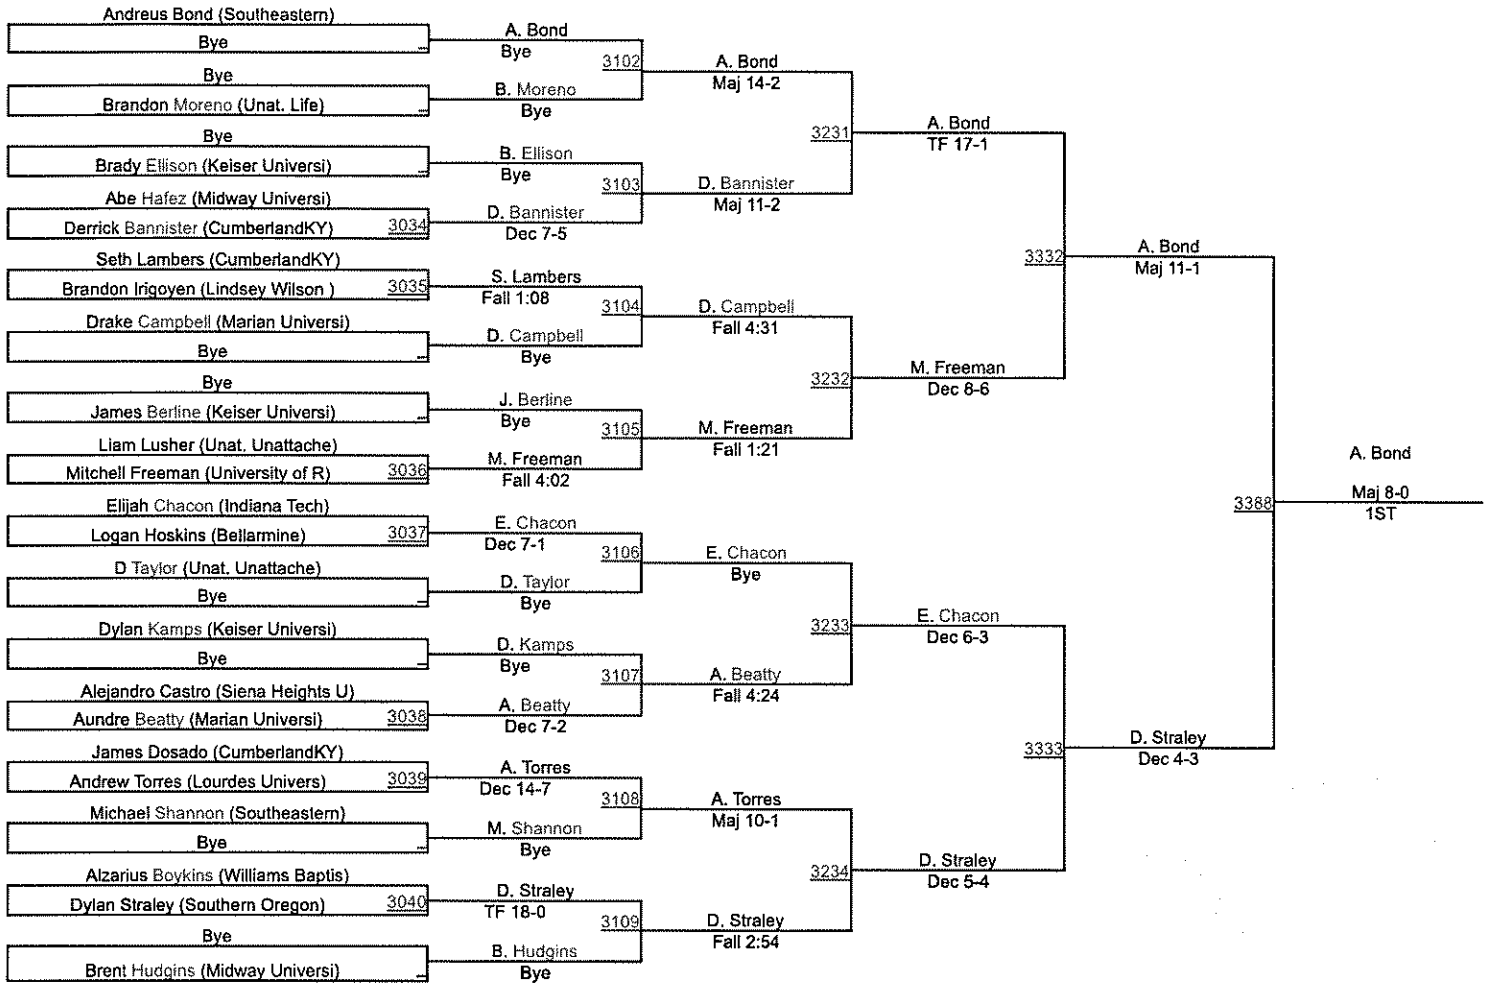 Andreus Bond (Southeastern)
Bye
Bye
Brandon Moreno (Unat. Life)
Bye
Brady Ellison (Keiser Universi)
Abe Hafez (Midway Universi)
Derrick Bannister (CumberlandKY) 3034
Seth Lambers (CumberlandKY)
Brandon Irigoyen (Lindsey Wilson ) 3035
Drake Campbell (Marian Universi)
Bye
Bye
James Berline (Keiser Universi)
Liam Lusher (Unat. Unattache)
Mitchell Freeman (University of R) 3036
Elijah Chacon (Indiana Tech)
Logan Hoskins (Bellarmine) 3037
D Taylor (Unat. Unattache)
Bye
Dylan Kamps (Keiser Universi)
Bye
Alejandro Castro (Siena Heights U)
Aundre Beatty (Marian Universi) 3038
James Dosado (CumberlandKY)
Andrew Torres (Lourdes Univers) 3039
Michael Shannon (Southeastern)
Bye
Alzarius Boykins (Williams Baptis)
Dylan Straley (Southern Oregon) 3040
Bye
Brent Hudgins (Midway Universi)
A. Bond
Bye
3102
B. Moreno
Bye
B. Ellison
Bye
3103
D. Bannister
Dec 7-5
S. Lambers
Fall 1:08
3104
D. Campbell
Bye
J. Berline
Bye
3105
M. Freeman
Fall 4:02
E. Chacon
Dec 7-1
3106
D. Taylor
Bye
D. Kamps
Bye
3107
A. Beatty
Dec 7-2
A. Torres
Dec 14-7
3108
M. Shannon
Bye
D. Straley
TF 18-0
3109
B. Hudgins
Bye
A. Bond
Maj 14-2
3231
D. Bannister
Maj 11-2
D. Campbell
Fall 4:31
3232
M. Freeman
Fall 1:21
E. Chacon
Bye
3233
A. Beatty
Fall 4:24
A. Torres
Maj 10-1
3234
D. Straley
Fall 2:54
A. Bond
TF 17-1
3332
M. Freeman
Dec 8-6
E. Chacon
Dec 6-3
3333
D. Straley
Dec 5-4
A. Bond
Maj 11-1
3388
D. Straley
Dec 4-3
A. Bond
Maj 8-0
1ST